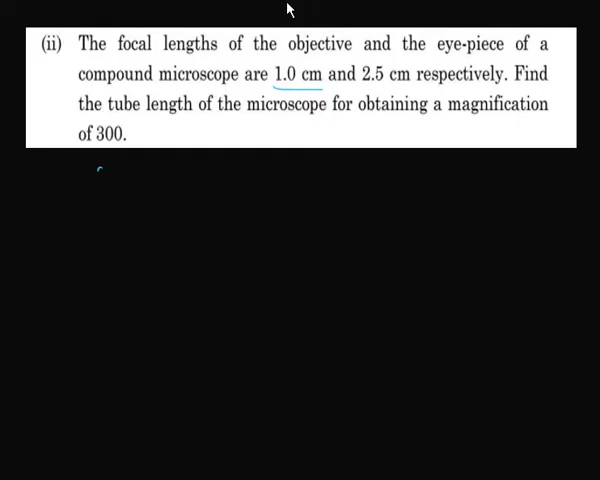 (ii) The focal lengths of the objective and the eye-piece of a
compound microscope are 1.0 cm and 2.5 cm respectively. Find
the tube length of the microscope for obtaining a magnification
of 300.